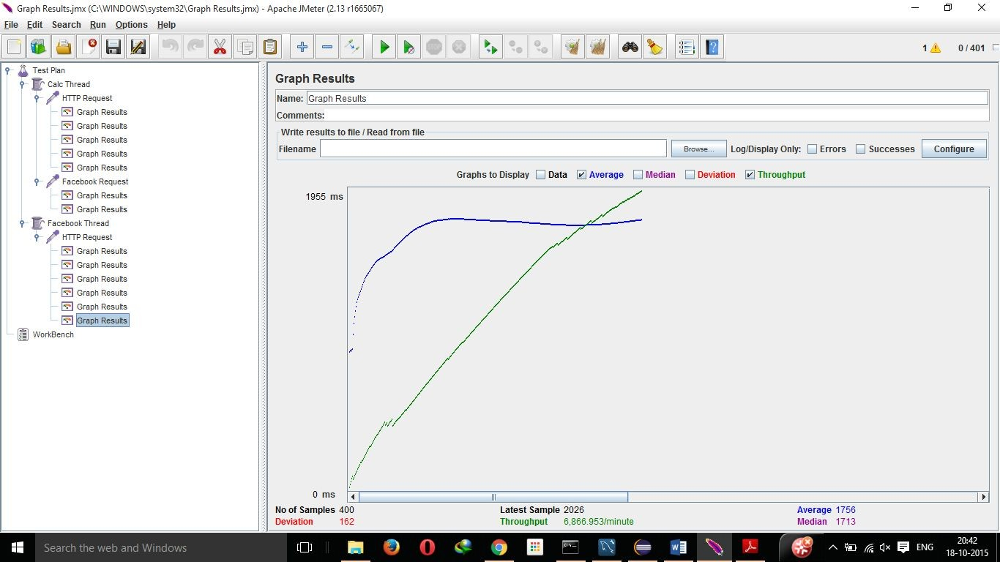 Graph Results.jmx (C:\WINDOWS\system32\Graph Results.jmx) - Apache JMeter (2.13 r1665067)
File Edit Search Run Options Help
1 0 / 401
Test Plan
Calc Thread
HTTP Request
Graph Results
Graph Results
Graph Results
Graph Results
Graph Results
Facebook Request
Graph Results
Graph Results
Facebook Thread
HTTP Request
Graph Results
Graph Results
Graph Results
Graph Results
Graph Results
Graph Results
WorkBench
Graph Results
Name: Graph Results
Comments:
Write results to file / Read from file
Filename Browse... Log/Display Only: Errors Successes Configure
Graphs to Display Data Average Median Deviation Throughput
1955 ms
0 ms
No of Samples 400 Latest Sample 2026 Average 1756
Deviation 162 Throughput 6,866.953/minute Median 1713
Search the web and Windows
ENG
20:42
18-10-2015